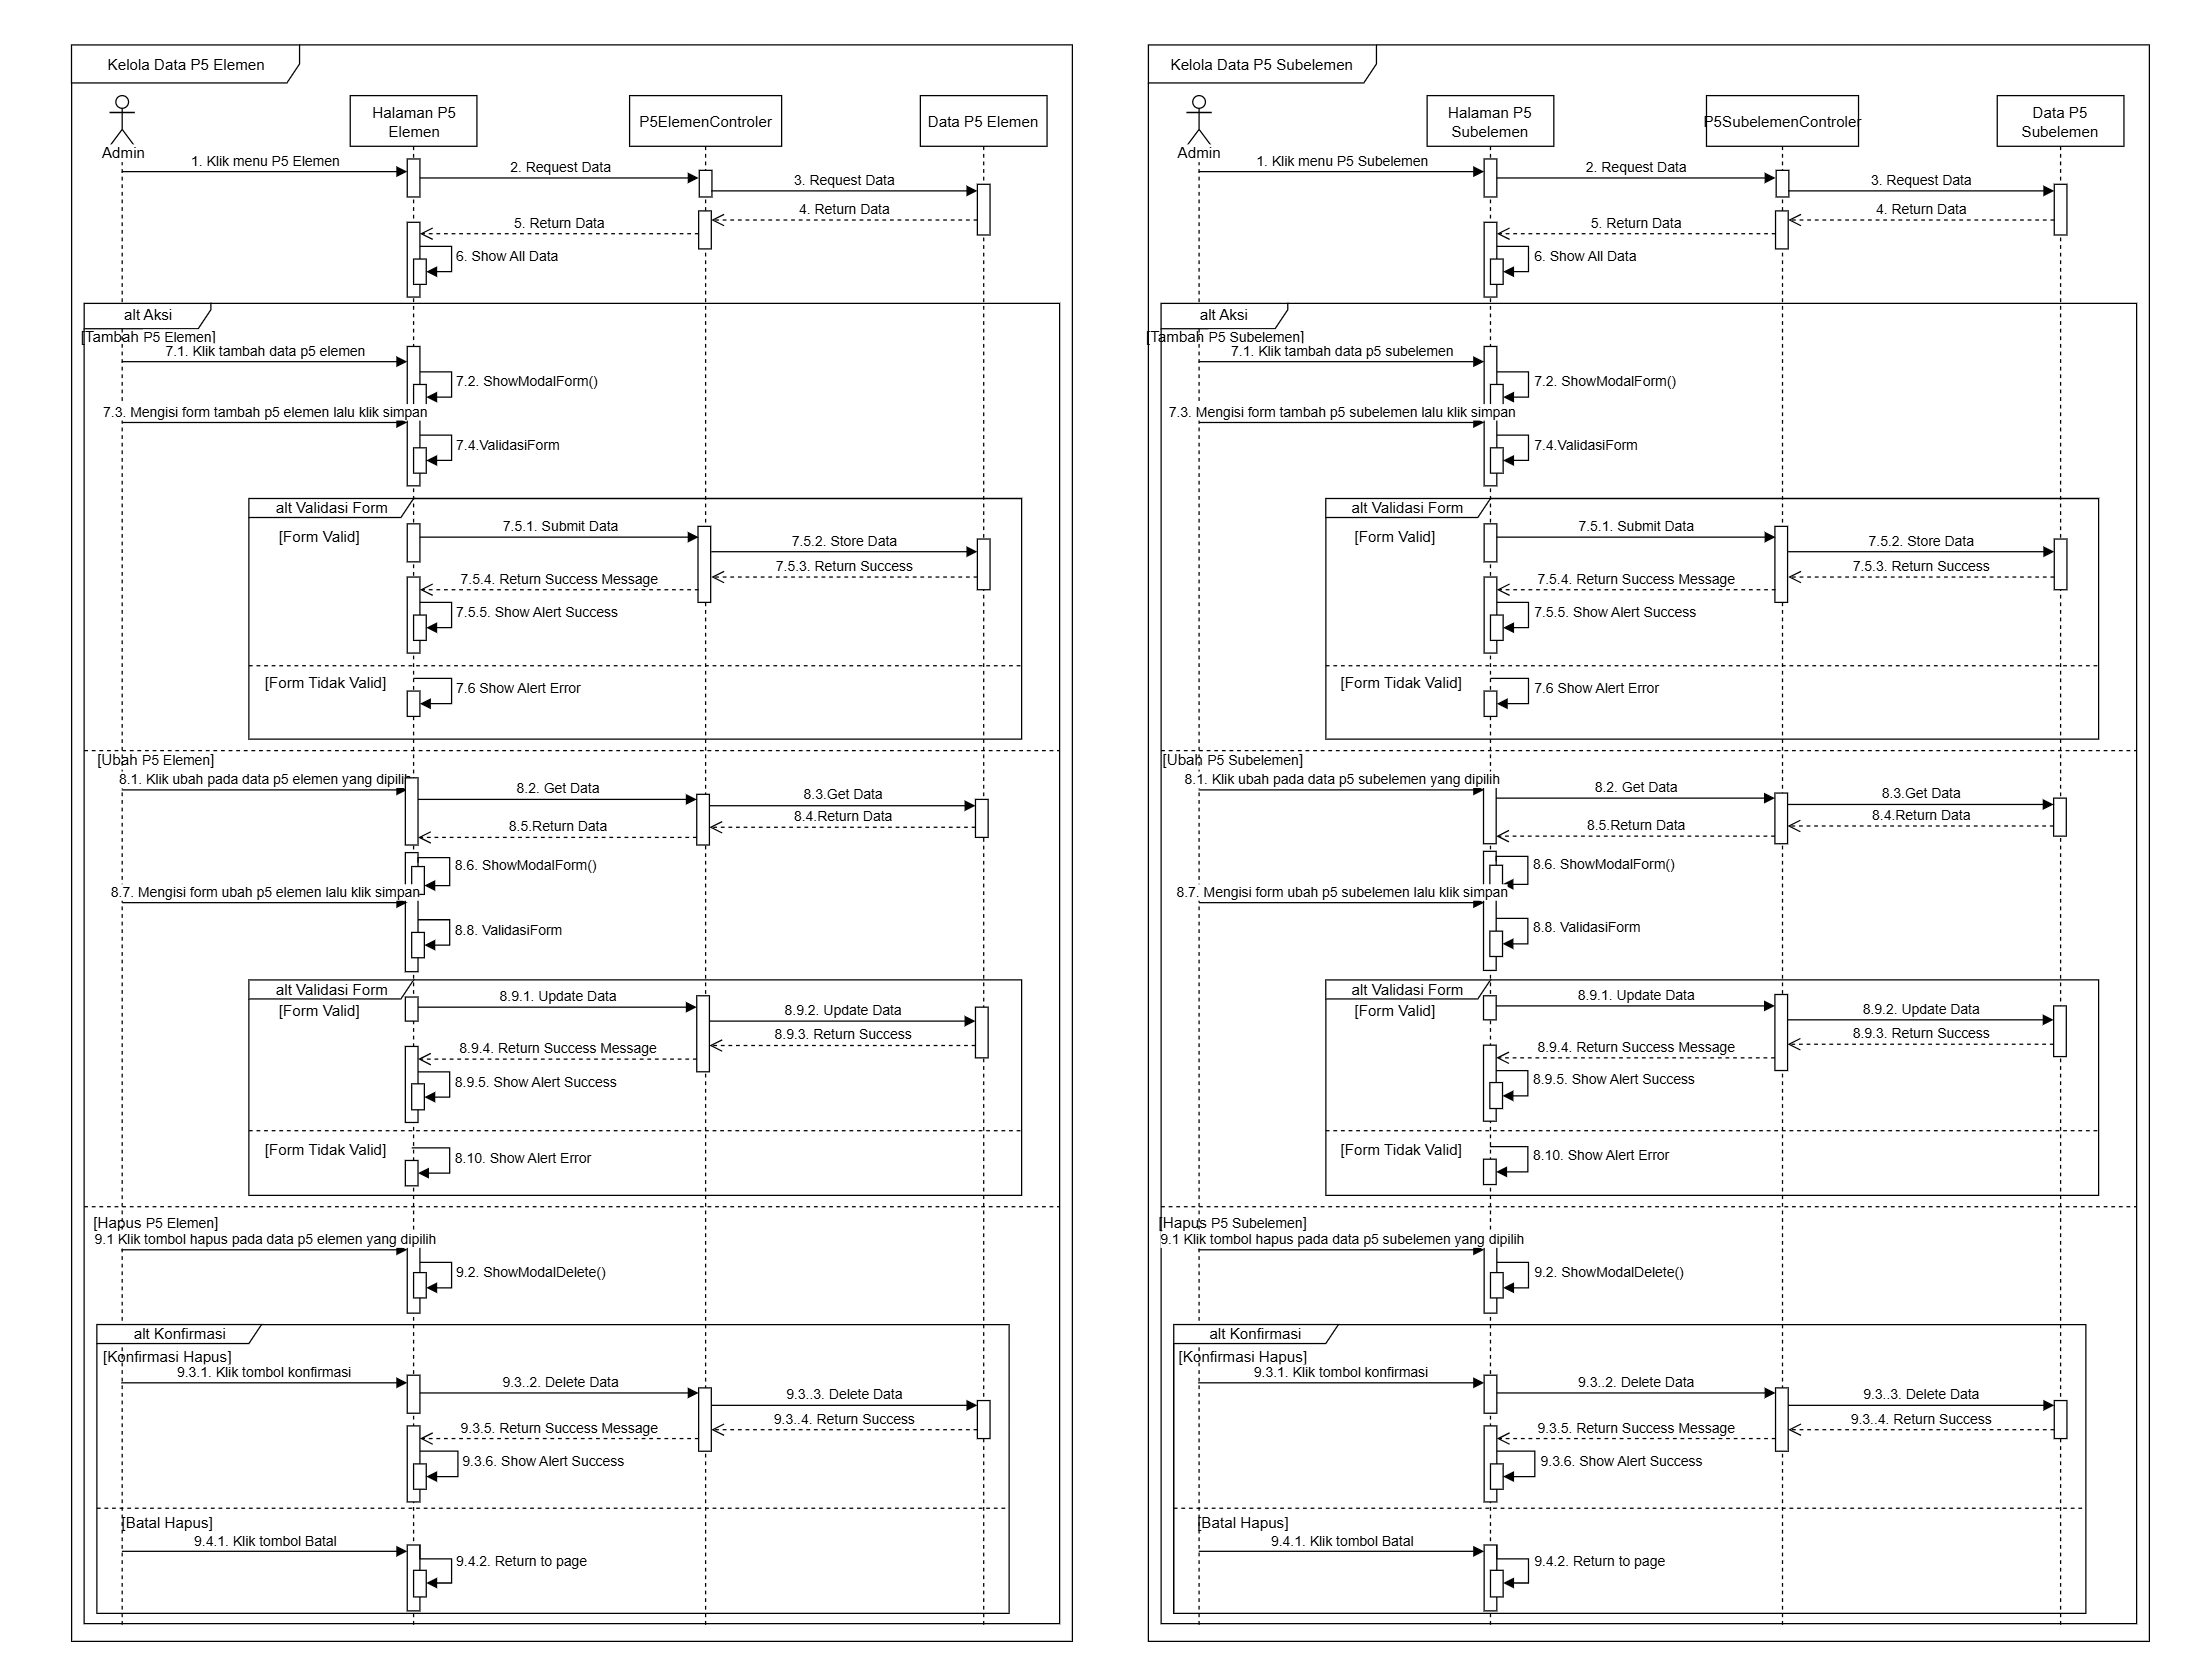 Kelola Data P5 Elemen
Admin
Halaman P5
Elemen
P5ElemenControler
Data P5 Elemen
1. Klik menu P5 Elemen
2. Request Data
3. Request Data
4. Return Data
5. Return Data
6. Show All Data
alt Aksi
[Tambah P5 Elemen]
7.1. Klik tambah data p5 elemen
7.2. ShowModalForm()
7.3. Mengisi form tambah p5 elemen lalu klik simpan
7.4.ValidasiForm
alt Validasi Form
[Form Valid]
7.5.1. Submit Data
7.5.2. Store Data
7.5.3. Return Success
7.5.4. Return Success Message
7.5.5. Show Alert Success
[Form Tidak Valid]
7.6 Show Alert Error
[Ubah P5 Elemen]
8.1. Klik ubah pada data p5 elemen yang dipilih
8.2. Get Data
8.3.Get Data
8.4.Return Data
8.5.Return Data
8.6. ShowModalForm()
8.7. Mengisi form ubah p5 elemen lalu klik simpan
8.8. ValidasiForm
alt Validasi Form
[Form Valid]
8.9.1. Update Data
8.9.2. Update Data
8.9.3. Return Success
8.9.4. Return Success Message
8.9.5. Show Alert Success
[Form Tidak Valid]
8.10. Show Alert Error
[Hapus P5 Elemen]
9.1 Klik tombol hapus pada data p5 elemen yang dipilih
9.2. ShowModalDelete()
alt Konfirmasi
[Konfirmasi Hapus]
9.3.1. Klik tombol konfirmasi
9.3..2. Delete Data
9.3..3. Delete Data
9.3..4. Return Success
9.3.5. Return Success Message
9.3.6. Show Alert Success
[Batal Hapus]
9.4.1. Klik tombol Batal
9.4.2. Return to page
Kelola Data P5 Subelemen
Admin
Halaman P5
Subelemen
P5SubelemenControler
Data P5
Subelemen
1. Klik menu P5 Subelemen
2. Request Data
3. Request Data
4. Return Data
5. Return Data
6. Show All Data
alt Aksi
[Tambah P5 Subelemen]
7.1. Klik tambah data p5 subelemen
7.2. ShowModalForm()
7.3. Mengisi form tambah p5 subelemen lalu klik simpan
7.4.ValidasiForm
alt Validasi Form
[Form Valid]
7.5.1. Submit Data
7.5.2. Store Data
7.5.3. Return Success
7.5.4. Return Success Message
7.5.5. Show Alert Success
[Form Tidak Valid]
7.6 Show Alert Error
[Ubah P5 Subelemen]
8.1. Klik ubah pada data p5 subelemen yang dipilih
8.2. Get Data
8.3.Get Data
8.4.Return Data
8.5.Return Data
8.6. ShowModalForm()
8.7. Mengisi form ubah p5 subelemen lalu klik simpan
8.8. ValidasiForm
alt Validasi Form
[Form Valid]
8.9.1. Update Data
8.9.2. Update Data
8.9.3. Return Success
8.9.4. Return Success Message
8.9.5. Show Alert Success
[Form Tidak Valid]
8.10. Show Alert Error
[Hapus P5 Subelemen]
9.1 Klik tombol hapus pada data p5 subelemen yang dipilih
9.2. ShowModalDelete()
alt Konfirmasi
[Konfirmasi Hapus]
9.3.1. Klik tombol konfirmasi
9.3..2. Delete Data
9.3..3. Delete Data
9.3..4. Return Success
9.3.5. Return Success Message
9.3.6. Show Alert Success
[Batal Hapus]
9.4.1. Klik tombol Batal
9.4.2. Return to page